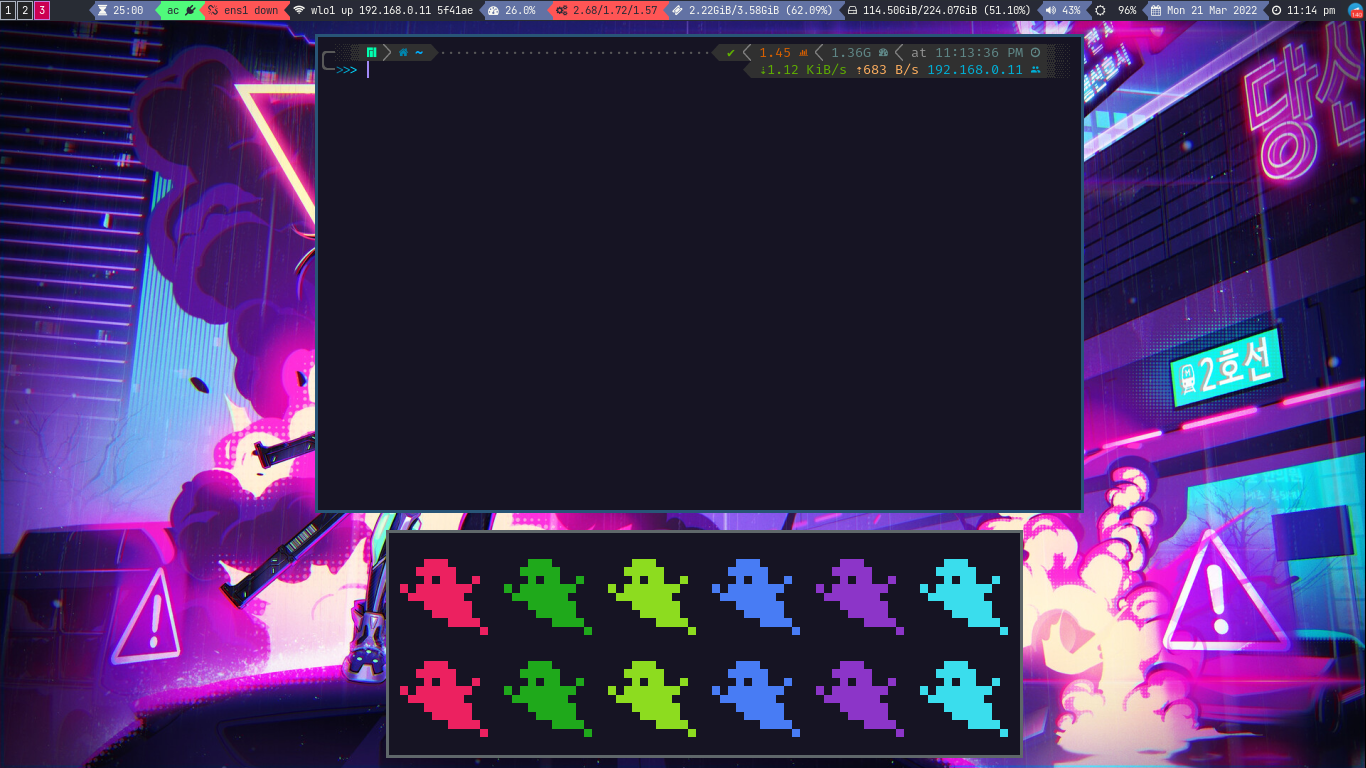 1 2 3 25:00 ac ens1 down wlo1 up 192.168.0.11 5f41ae 26.0% 2.68/1.72/1.57 2.22GiB/3.58GiB (62.09%) 114.50GiB/224.07GiB (51.10%) 43% 96% Mon 21 Mar 2022 11:14 pm
~ ✔ 1.45 1.36G at 11:13:36 PM
>>> ↓1.12 KiB/s ↑683 B/s 192.168.0.11
당신
2호선
!
!